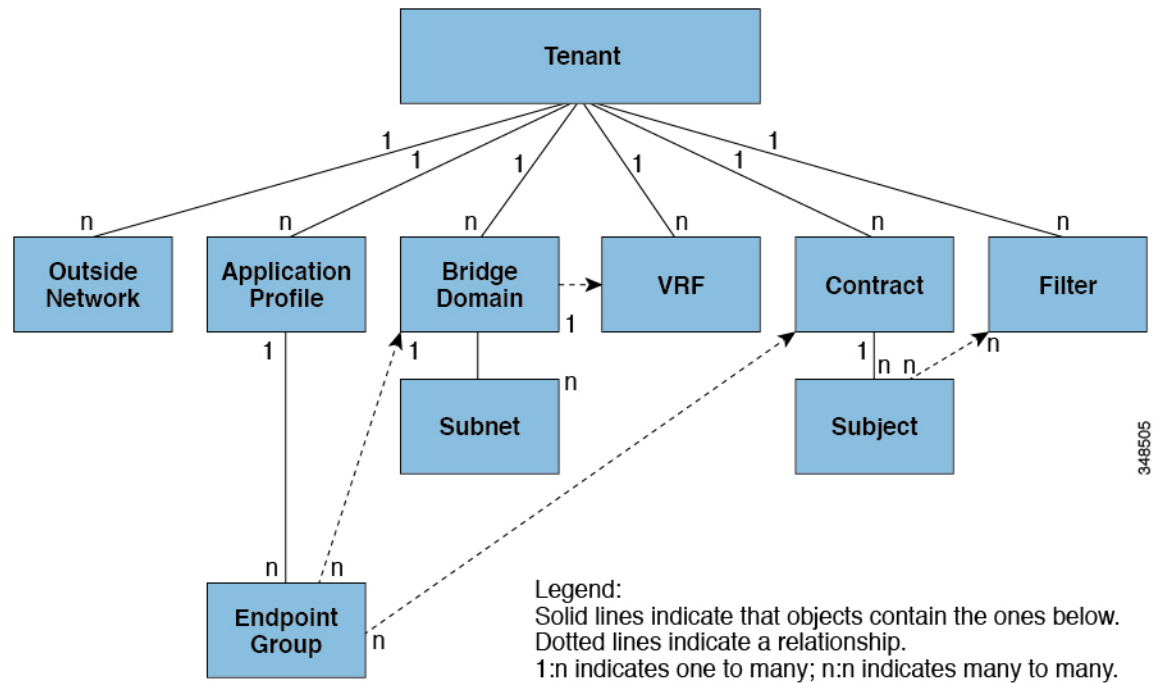 Tenant
1
1
1
1
1
1
n
n
n
n
n
n
Outside
Network
Application
Profile
Bridge
Domain
VRF
Contract
Filter
1
1
1
1
n
n
n
n
Subnet
Subject
348505
n
n
Endpoint
Group
n
Legend:
Solid lines indicate that objects contain the ones below.
Dotted lines indicate a relationship.
1:n indicates one to many; n:n indicates many to many.